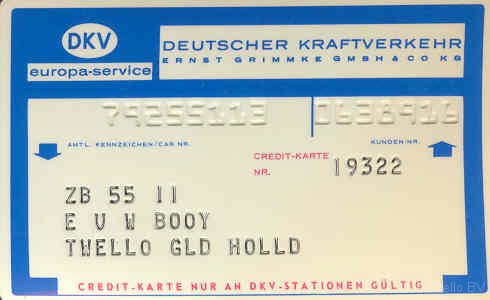 DKV
europa-service
DEUTSCHER KRAFTVERKEHR
ERNST GRIMMKE GMBH & CO KG
79255113 0638916
AMTL. KENNZEICHEN/CAR NR. KUNDEN-NR.
CREDIT-KARTE
NR. 19322
ZB 55 11
E V W BOOY
TWELLO GLD HOLLD
CREDIT-KARTE NUR AN DKV-STATIONEN GÜLTIG